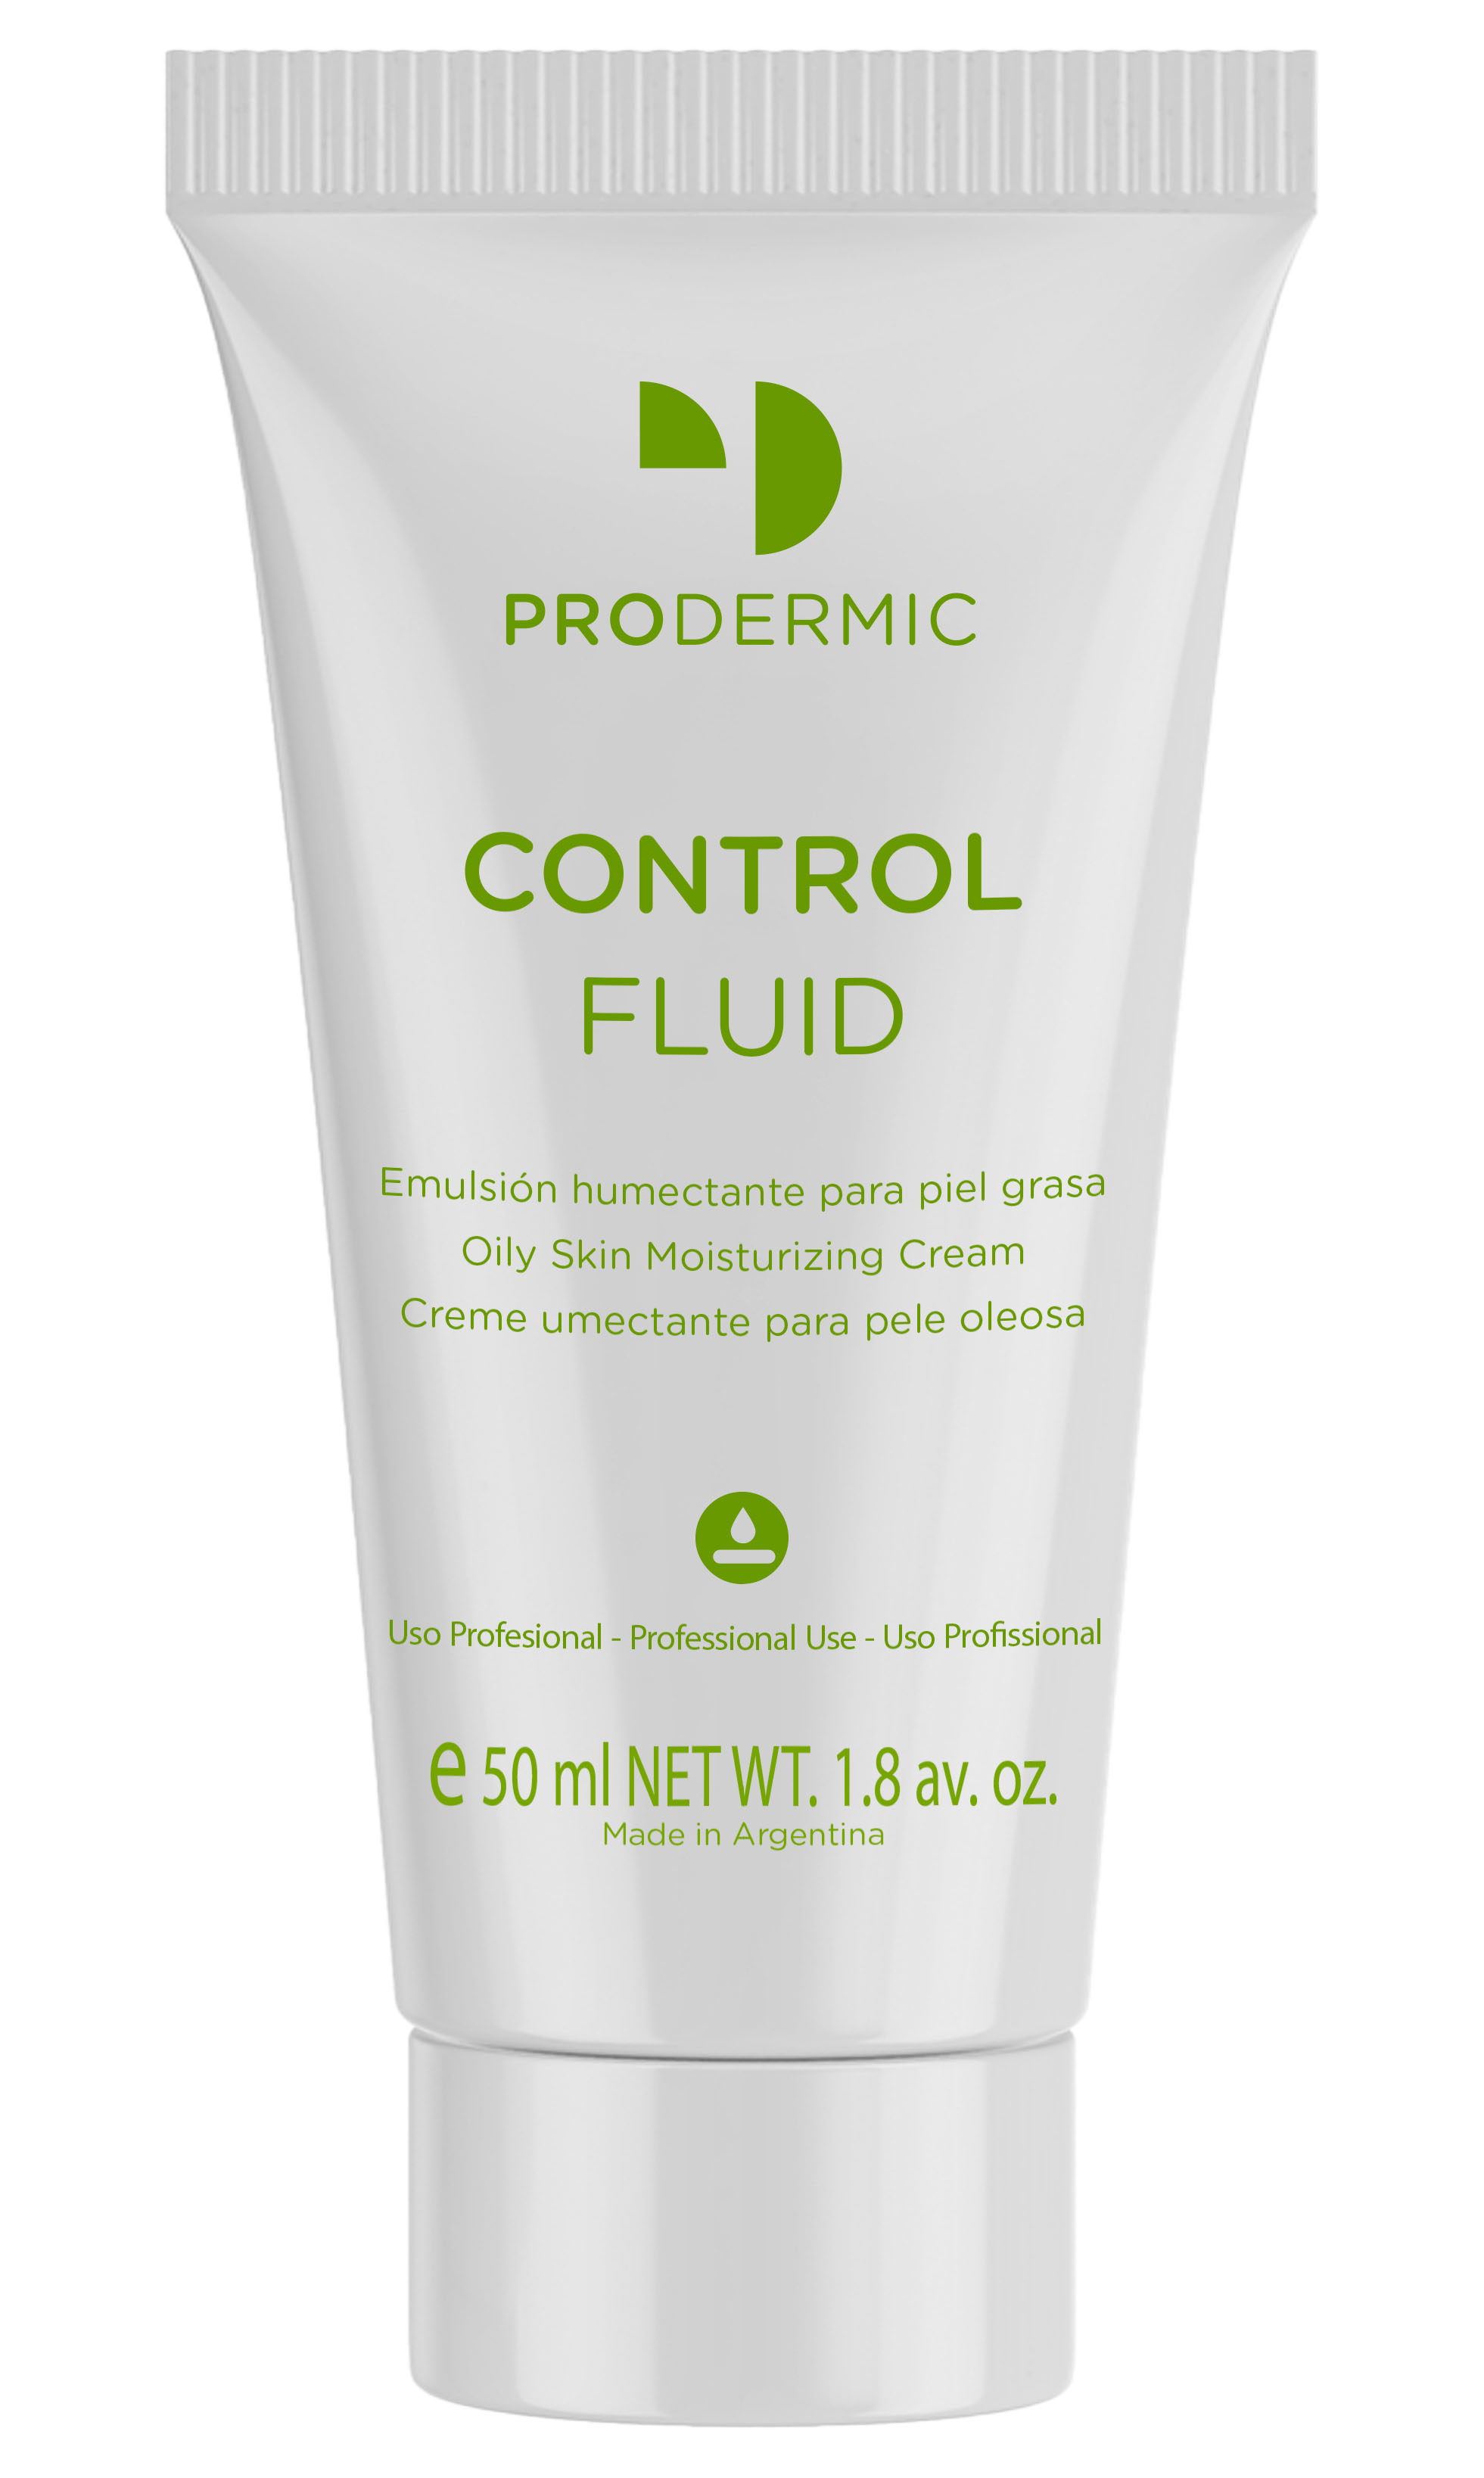 PRODERMIC
CONTROL
FLUID
Emulsión humectante para piel grasa
Oily Skin Moisturizing Cream
Creme umectante para pele oleosa
Uso Profesional - Professional Use - Uso Profissional
e 50 ml NET WT. 1.8 av. oz.
Made in Argentina